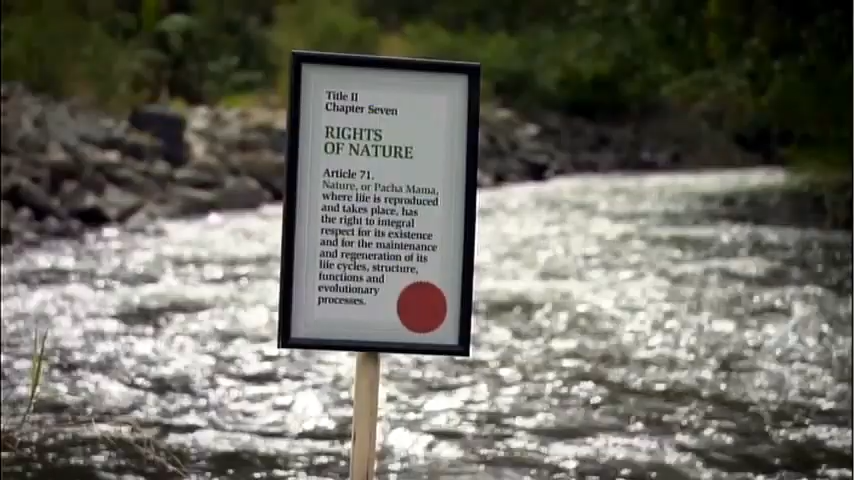 Title II
Chapter Seven
RIGHTS
OF NATURE
Article 71.
Nature, or Pacha Mama,
where life is reproduced
and takes place, has
the right to integral
respect for its existence
and for the maintenance
and regeneration of its
life cycles, structure,
functions and
evolutionary
processes.